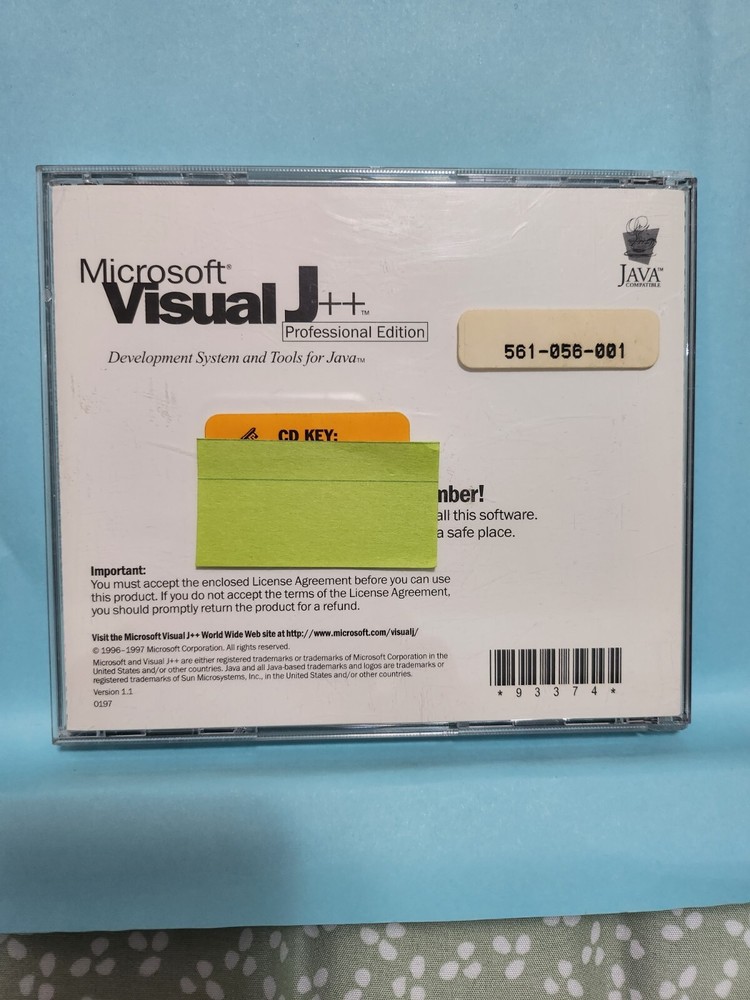 Microsoft®
Visual J++™
Professional Edition
Development System and Tools for Java™
JAVA™
COMPATIBLE
561-056-001
CD KEY:
mber!
all this software.
a safe place.
Important:
You must accept the enclosed License Agreement before you can use
this product. If you do not accept the terms of the License Agreement,
you should promptly return the product for a refund.
Visit the Microsoft Visual J++ World Wide Web site at http://www.microsoft.com/visualj/
© 1996–1997 Microsoft Corporation. All rights reserved.
Microsoft and Visual J++ are either registered trademarks or trademarks of Microsoft Corporation in the
United States and/or other countries. Java and all Java-based trademarks and logos are trademarks or
registered trademarks of Sun Microsystems, Inc., in the United States and/or other countries.
Version 1.1
0197
*93374*